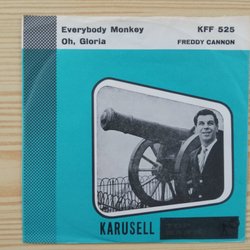 Everybody Monkey
KFF 525
Oh, Gloria
FREDDY CANNON
KARUSELL